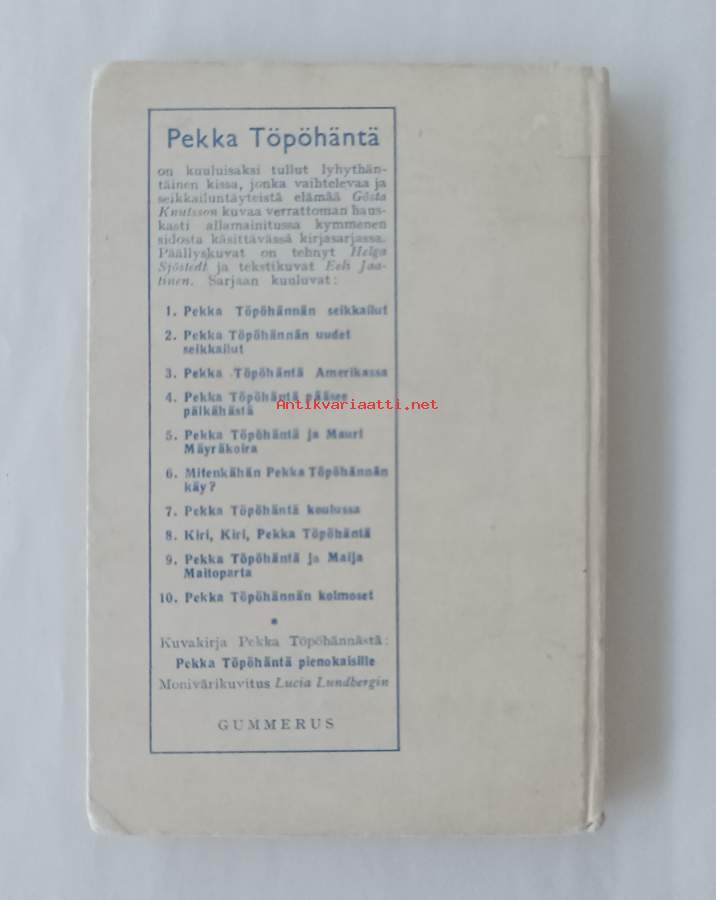 Pekka Töpöhäntä
on kuuluisaksi tullut lyhythän-
täinen kissa, jonka vaihtelevaa ja
seikkailuntäyteistä elämää Gösta
Knutsson kuvaa verrattoman haus-
kasti allamainitussa kymmenen
sidosta käsittävässä kirjasarjassa.
Päällyskuvat on tehnyt Helga
Sjöstedt ja tekstikuvat Eeli Jaa-
tinen. Sarjaan kuuluvat:
1. Pekka Töpöhännän seikkailut
2. Pekka Töpöhännän uudet
seikkailut
3. Pekka Töpöhäntä Amerikassa
4. Pekka Töpöhäntä pääsee
pälkähästä
Antikvariaatti.net
5. Pekka Töpöhäntä ja Mauri
Mäyräkoira
6. Mitenkähän Pekka Töpöhännän
käy?
7. Pekka Töpöhäntä koulussa
8. Kiri, Kiri, Pekka Töpöhäntä
9. Pekka Töpöhäntä ja Maija
Maitoparta
10. Pekka Töpöhännän kolmoset
*
Kuvakirja Pekka Töpöhännästä:
Pekka Töpöhäntä pienokaisille
Monivärikuvitus Lucia Lundbergin
GUMMERUS